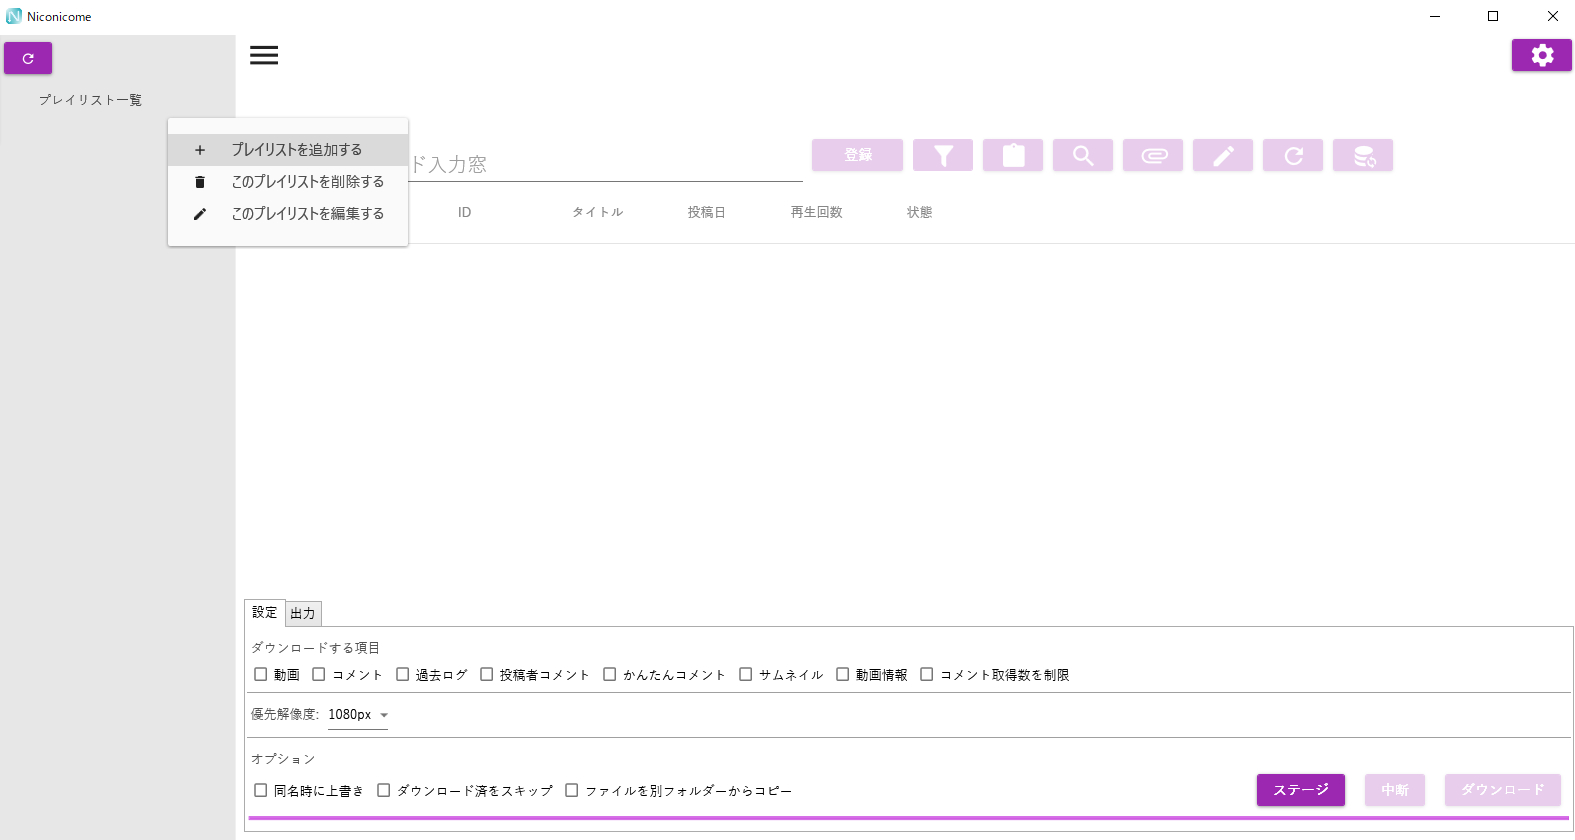 Niconicome
プレイリスト一覧
プレイリストを追加する
このプレイリストを削除する
このプレイリストを編集する
ド入力窓
登録
ID タイトル 投稿日 再生回数 状態
設定 出力
ダウンロードする項目
動画 コメント 過去ログ 投稿者コメント かんたんコメント サムネイル 動画情報 コメント取得数を制限
優先解像度: 1080px
オプション
同名時に上書き ダウンロード済をスキップ ファイルを別フォルダーからコピー
ステージ 中断 ダウンロード